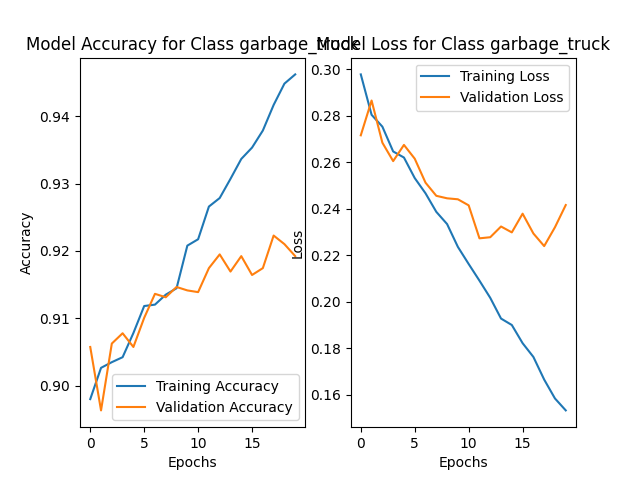 Model Accuracy for Class garbage_truck
Accuracy
0.94
0.93
0.92
0.91
0.90
0
5
10
15
Epochs
Training Accuracy
Validation Accuracy
Model Loss for Class garbage_truck
Loss
0.30
0.28
0.26
0.24
0.22
0.20
0.18
0.16
0
5
10
15
Epochs
Training Loss
Validation Loss